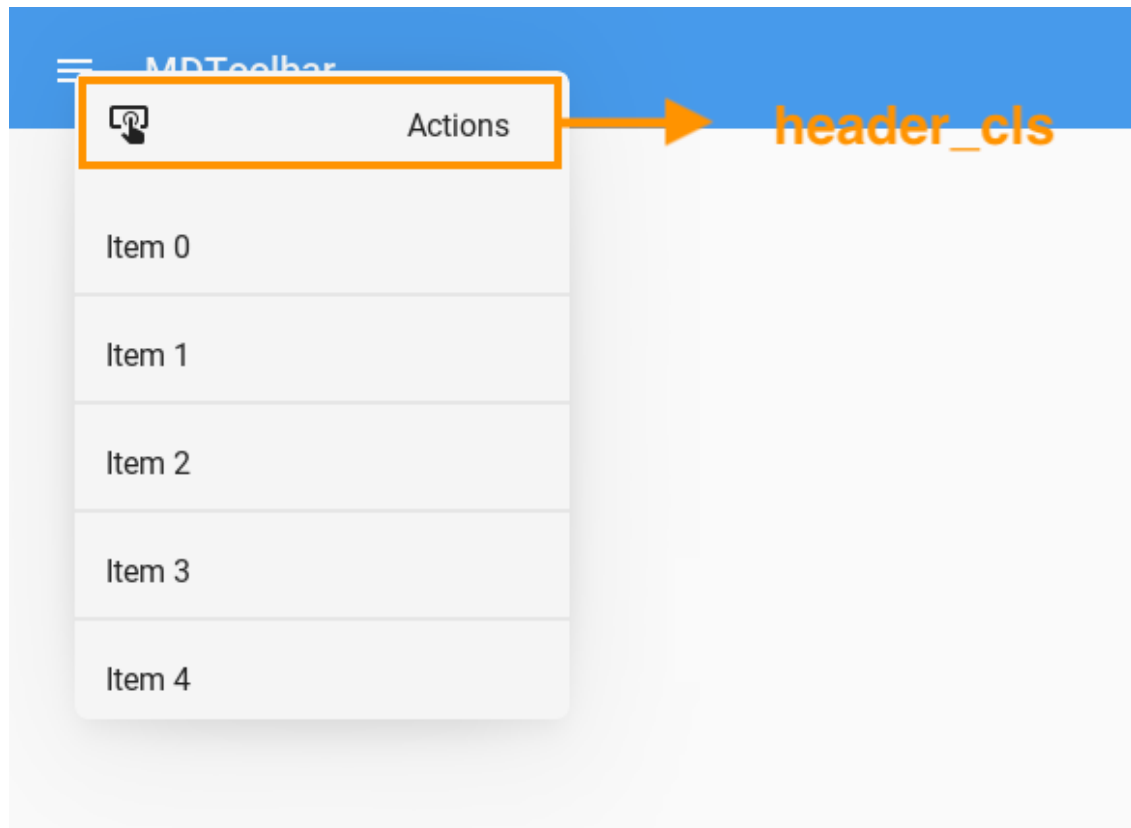 MDToolbar
Actions
header_cls
Item 0
Item 1
Item 2
Item 3
Item 4